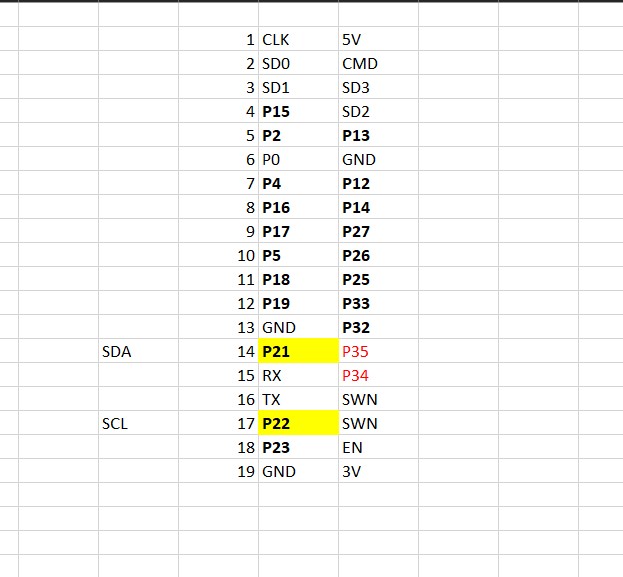 1 CLK 5V
2 SD0 CMD
3 SD1 SD3
4 P15 SD2
5 P2 P13
6 P0 GND
7 P4 P12
8 P16 P14
9 P17 P27
10 P5 P26
11 P18 P25
12 P19 P33
13 GND P32
SDA 14 P21 P35
15 RX P34
16 TX SWN
SCL 17 P22 SWN
18 P23 EN
19 GND 3V